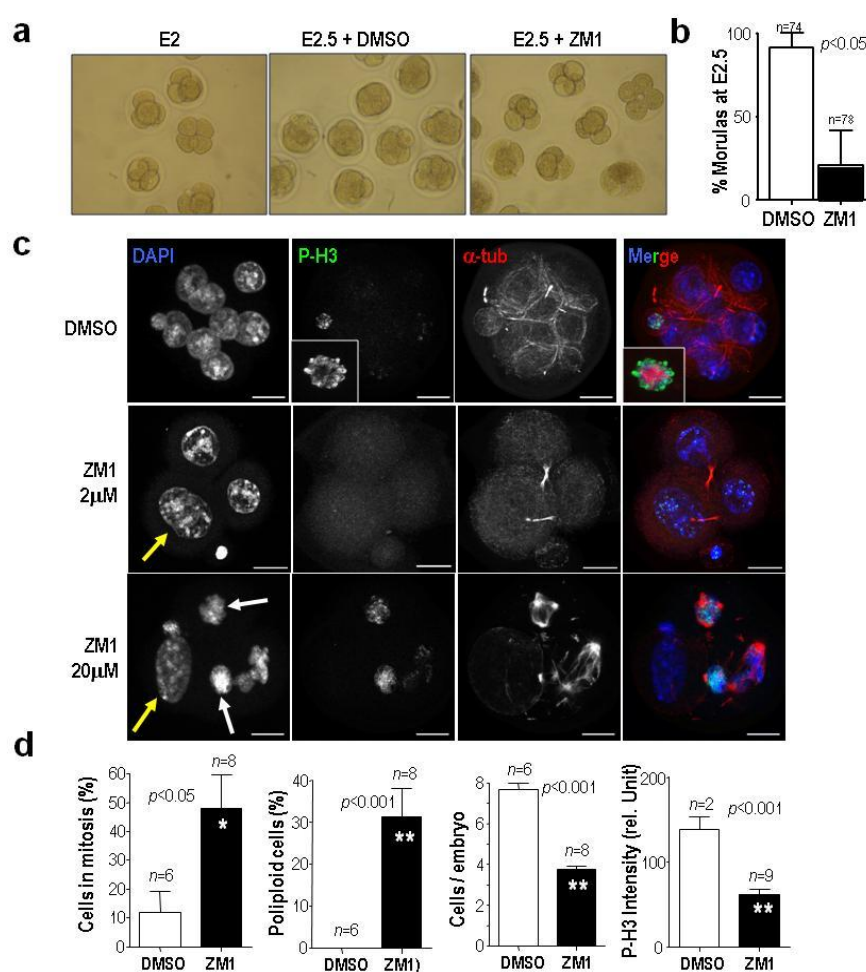 a
E2
E2.5 + DMSO
E2.5 + ZM1
b
% Morulas at E2.5
100
50
0
n=74
p<0.05
n=78
DMSO ZM1
c
DAPI
P-H3
α-tub
Merge
DMSO
ZM1
2μM
ZM1
20μM
d
Cells in mitosis (%)
60
50
40
30
20
10
0
n=8
p<0.05
*
n=6
DMSO ZM1
Poliploid cells (%)
40
30
20
10
0
n=8
p<0.001
**
n=6
DMSO ZM1)
Cells / embryo
8
6
4
2
0
n=6
p<0.001
n=8
**
DMSO ZM1
P-H3 Intensity (rel. Unit)
200
100
0
n=2
p<0.001
n=9
**
DMSO ZM1